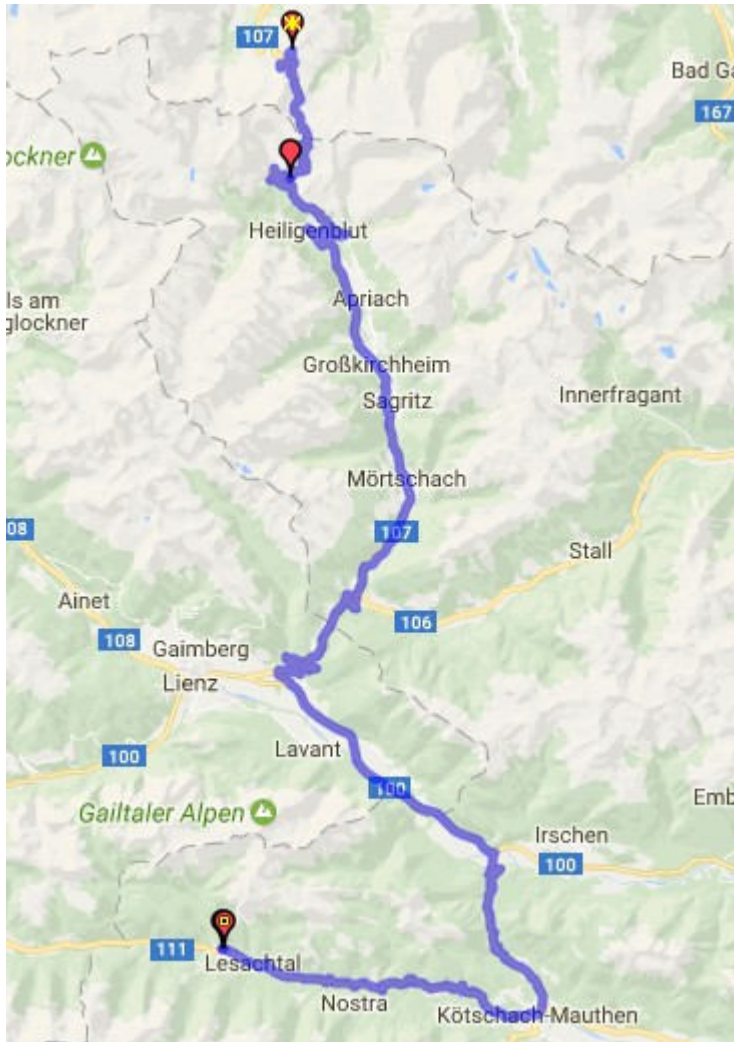 107
Bad Ga
167
ockner
Heiligenblut
ls am
glockner
Apriach
Großkirchheim
Sagritz
Innerfragant
Mörtschach
107
08
Stall
Ainet
106
108
Gaimberg
Lienz
Lavant
100
100
Emb
Gailtaler Alpen
Irschen
100
111
Lesachtal
Nostra
Kötschach-Mauthen